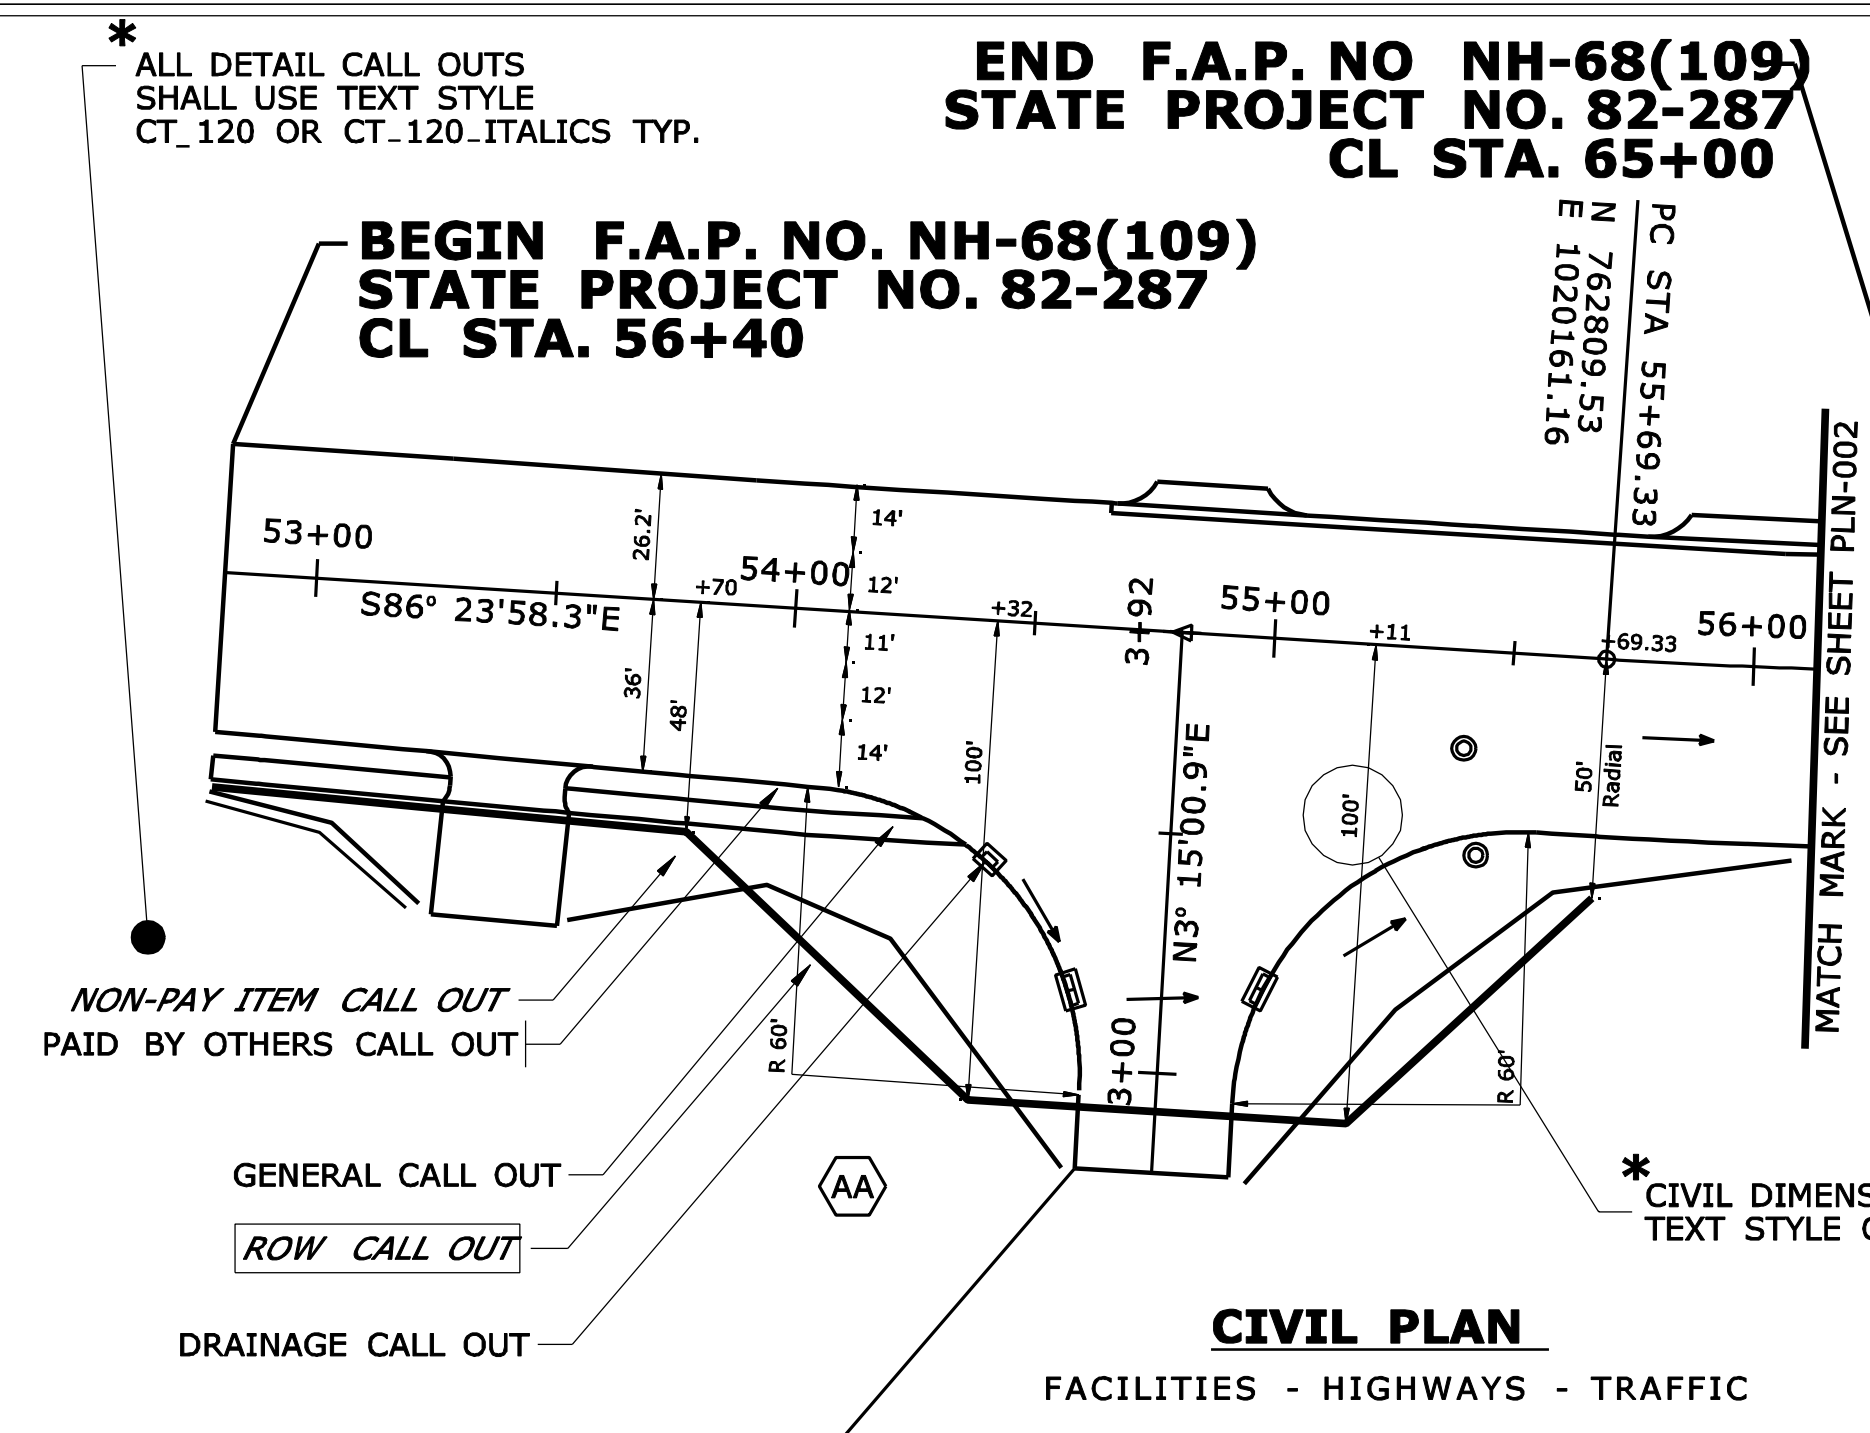 *
ALL DETAIL CALL OUTS
SHALL USE TEXT STYLE
CT_120 OR CT_120_ITALICS TYP.
END F.A.P. NO NH-68(109)
STATE PROJECT NO. 82-287
CL STA. 65+00
BEGIN F.A.P. NO. NH-68(109)
STATE PROJECT NO. 82-287
CL STA. 56+40
PC STA 55+69.33
N 762809.53
E 1020161.16
MATCH MARK - SEE SHEET PLN-002
53+00
S86° 23'58.3"E
26.2'
36'
+70
48'
54+00
14'
12'
11'
12'
14'
+32
100'
3+92
55+00
+11
100'
+69.33
56+00
50'
Radial
N3° 15'00.9"E
3+00
R 60'
R 60'
NON-PAY ITEM CALL OUT
PAID BY OTHERS CALL OUT
GENERAL CALL OUT
ROW CALL OUT
DRAINAGE CALL OUT
AA
*
CIVIL DIMENS
TEXT STYLE
CIVIL PLAN
FACILITIES - HIGHWAYS - TRAFFIC